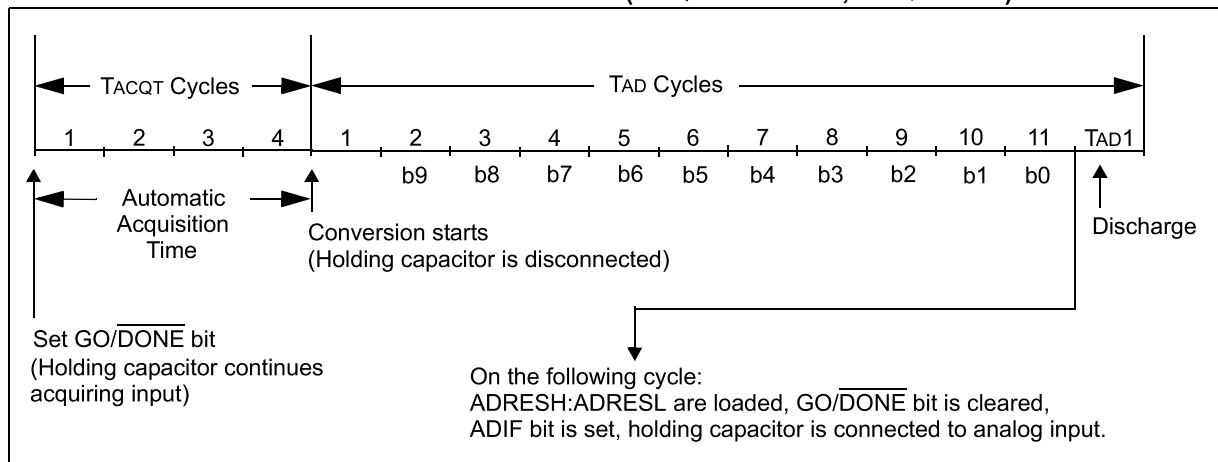 TACQT Cycles
TAD Cycles
1 2 3 4 1 2 3 4 5 6 7 8 9 10 11 TAD1
b9 b8 b7 b6 b5 b4 b3 b2 b1 b0
Automatic
Acquisition
Time
Conversion starts
(Holding capacitor is disconnected)
Discharge
Set GO/DONE bit
(Holding capacitor continues
acquiring input)
On the following cycle:
ADRESH:ADRESL are loaded, GO/DONE bit is cleared,
ADIF bit is set, holding capacitor is connected to analog input.